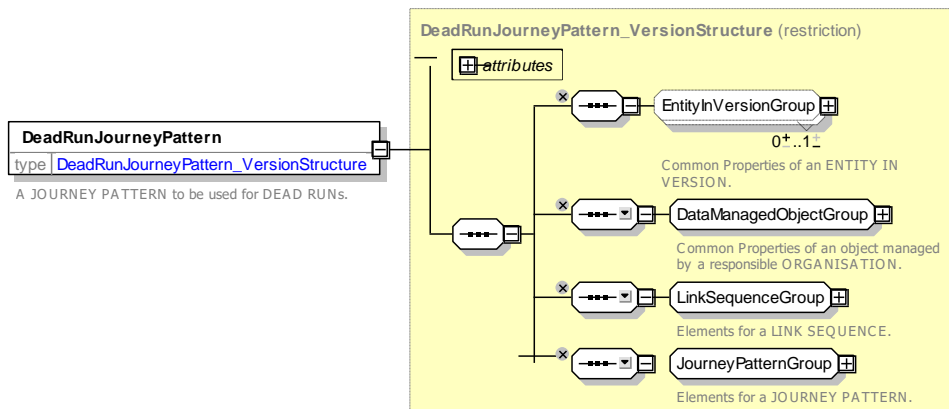 DeadRunJourneyPattern_VersionStructure (restriction)
attributes
EntityInVersionGroup
0..1
Common Properties of an ENTITY IN
VERSION.
DeadRunJourneyPattern
type DeadRunJourneyPattern_VersionStructure
A JOURNEY PATTERN to be used for DEAD RUNs.
DataManagedObjectGroup
Common Properties of an object managed
by a responsible ORGANISATION.
LinkSequenceGroup
Elements for a LINK SEQUENCE.
JourneyPatternGroup
Elements for a JOURNEY PATTERN.